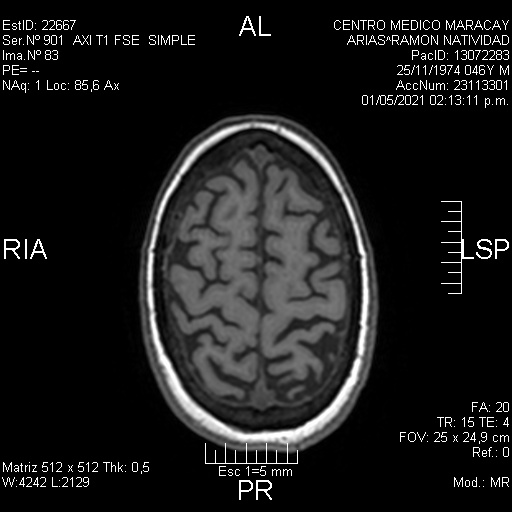 EstID: 22667
Ser.Nº 901 AXI T1 FSE SIMPLE
Ima.Nº 83
PE= --
NAq: 1 Loc: 85,6 Ax
AL
CENTRO MEDICO MARACAY
ARIAS^RAMON NATIVIDAD
PacID: 13072283
25/11/1974 046Y M
AccNum: 23113301
01/05/2021 02:13:11 p.m.
RIA
LSP
FA: 20
TR: 15 TE: 4
FOV: 25 x 24,9 cm
Ref.: 0
Matriz 512 x 512 Thk: 0,5
W:4242 L:2129
Esc 1=5 mm
PR
Mod.: MR